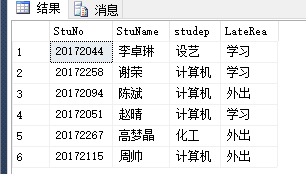 结果 消息
StuNo StuName studep LateRea
1 20172044 李卓琳 设艺 学习
2 20172258 谢荣 计算机 学习
3 20172094 陈斌 计算机 外出
4 20172051 赵晴 计算机 学习
5 20172267 高梦晶 化工 外出
6 20172115 周帅 计算机 外出